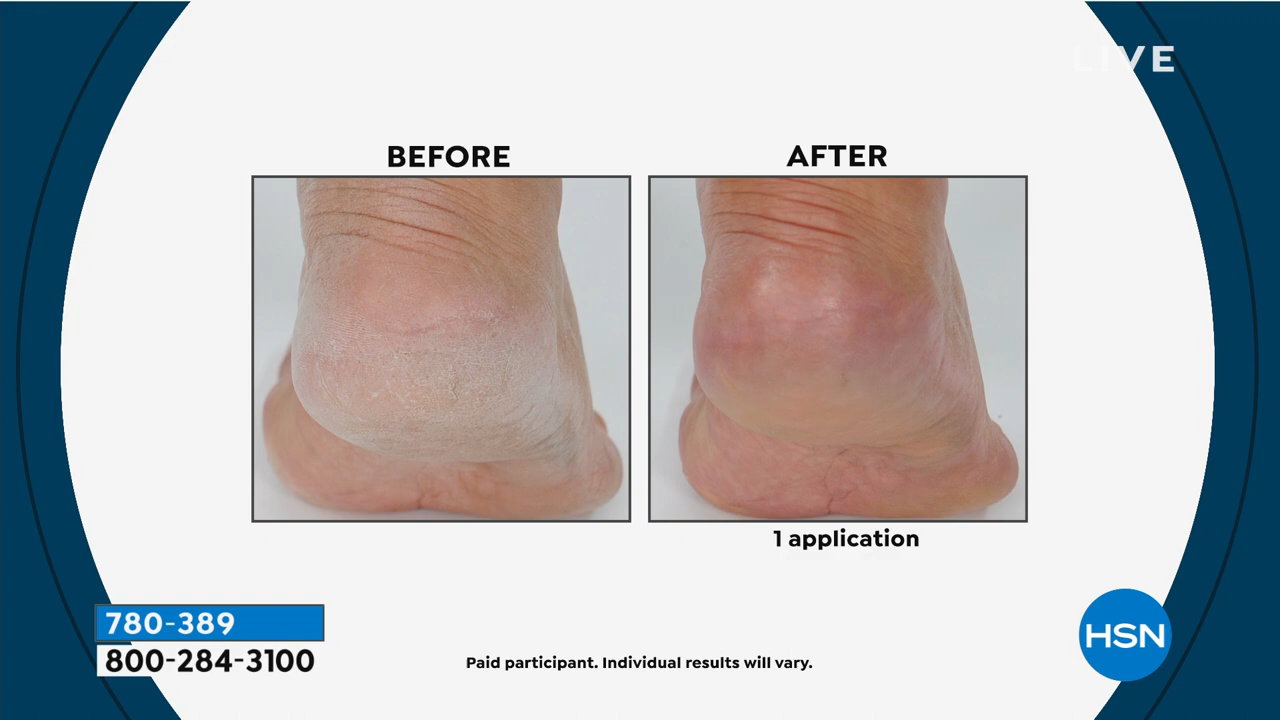 LIVE
BEFORE
AFTER
1 application
780-389
800-284-3100
Paid participant. Individual results will vary.
HSN